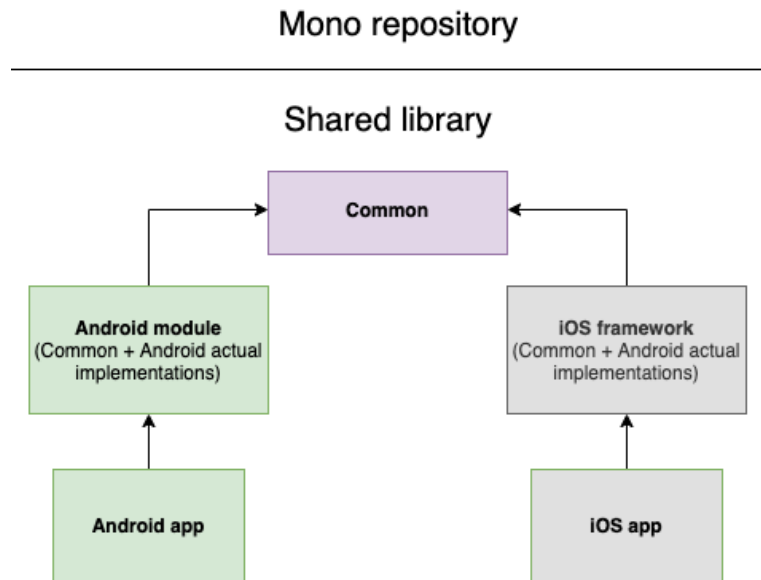 Mono repository
Shared library
Common
Android module
(Common + Android actual
implementations)
iOS framework
(Common + Android actual
implementations)
Android app
iOS app